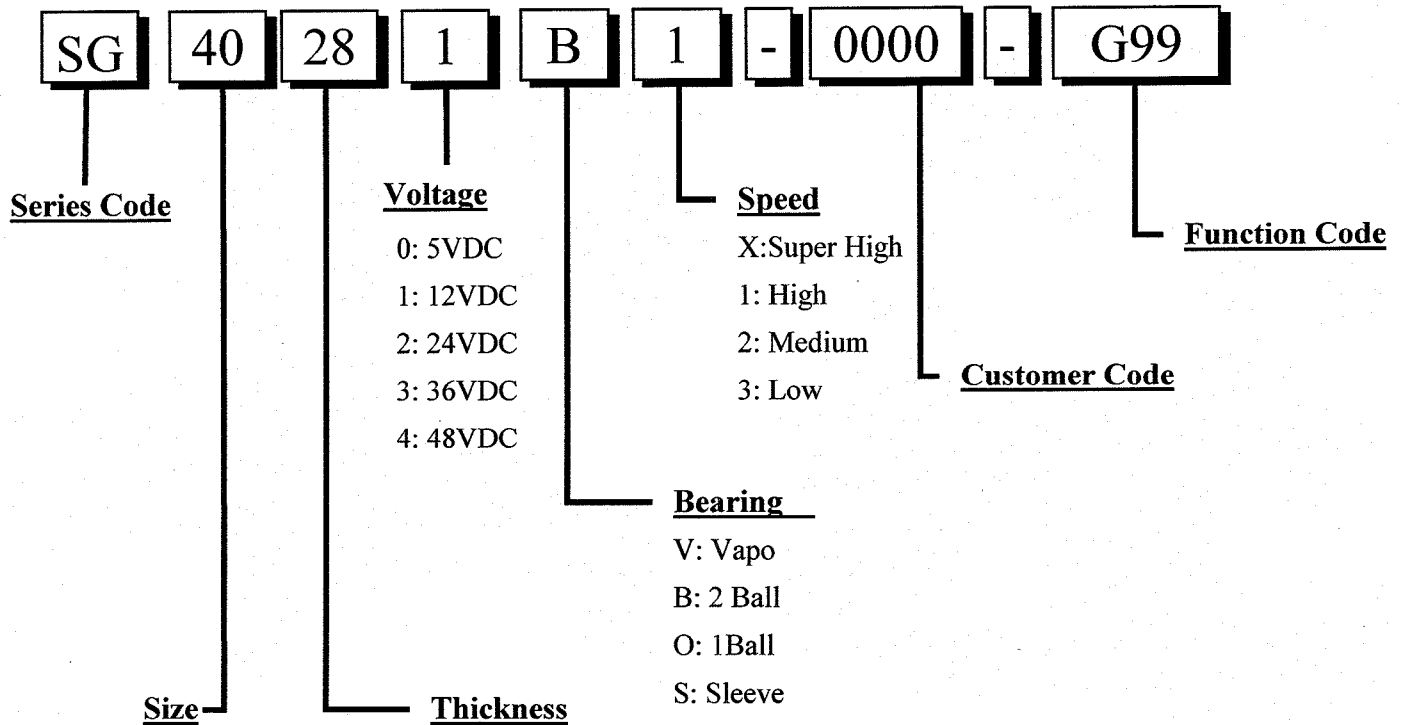 SG 40 28 1 B 1 - 0000 - G99
Series Code
Voltage
0: 5VDC
1: 12VDC
2: 24VDC
3: 36VDC
4: 48VDC
Speed
X:Super High
1: High
2: Medium
3: Low
Function Code
Customer Code
Bearing
V: Vapo
B: 2 Ball
O: 1Ball
S: Sleeve
Size
Thickness